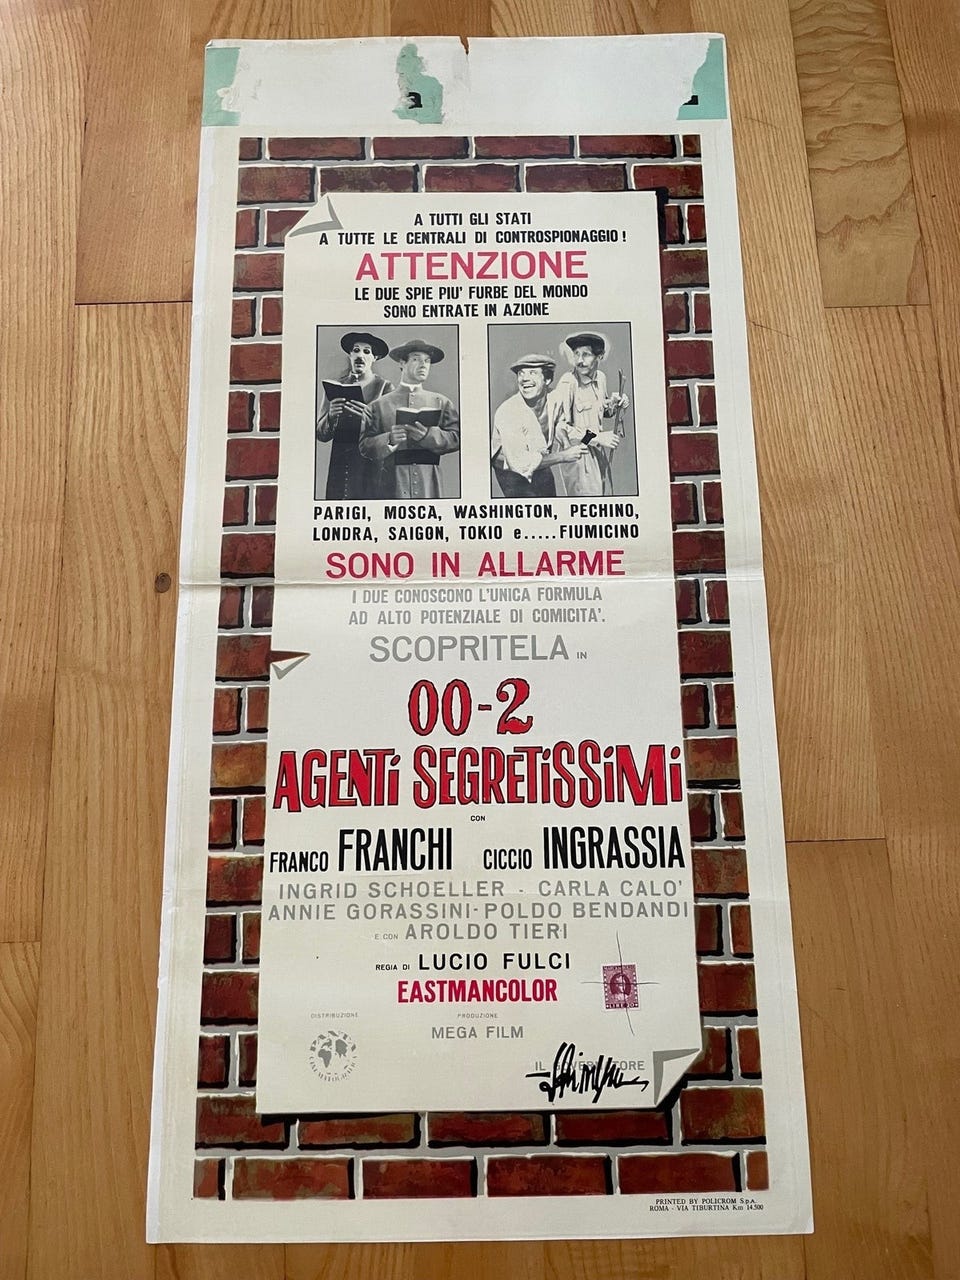 A TUTTI GLI STATI
A TUTTE LE CENTRALI DI CONTROSPIONAGGIO!
ATTENZIONE
LE DUE SPIE PIU' FURBE DEL MONDO
SONO ENTRATE IN AZIONE
PARIGI, MOSCA, WASHINGTON, PECHINO,
LONDRA, SAIGON, TOKIO e.....FIUMICINO
SONO IN ALLARME
I DUE CONOSCONO L'UNICA FORMULA
AD ALTO POTENZIALE DI COMICITA'.
SCOPRITELA IN
00-2
AGENTI SEGRETISSIMI
CON
FRANCO FRANCHI CICCIO INGRASSIA
INGRID SCHOELLER - CARLA CALO'
ANNIE GORASSINI - POLDO BENDANDI
E CON AROLDO TIERI
REGIA DI LUCIO FULCI
EASTMANCOLOR
DISTRIBUZIONE
PRODUZIONE
MEGA FILM
IL
PRINTED BY POLICROM S.p.A.
ROMA - VIA TIBURTINA Km 14.500